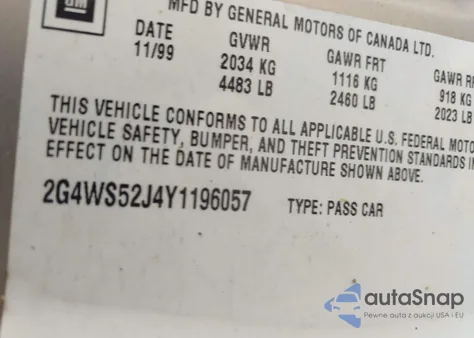 GM
MFD BY GENERAL MOTORS OF CANADA LTD.
DATE GVWR GAWR FRT GAWR R
11/99 2034 KG 1116 KG 918 KG
4483 LB 2460 LB 2023 LB
THIS VEHICLE CONFORMS TO ALL APPLICABLE U.S. FEDERAL MOTO
VEHICLE SAFETY, BUMPER, AND THEFT PREVENTION STANDARDS IN
EFFECT ON THE DATE OF MANUFACTURE SHOWN ABOVE.
2G4WS52J4Y1196057 TYPE: PASS CAR
autoSnap
Pewne auta z aukcji USA i EU